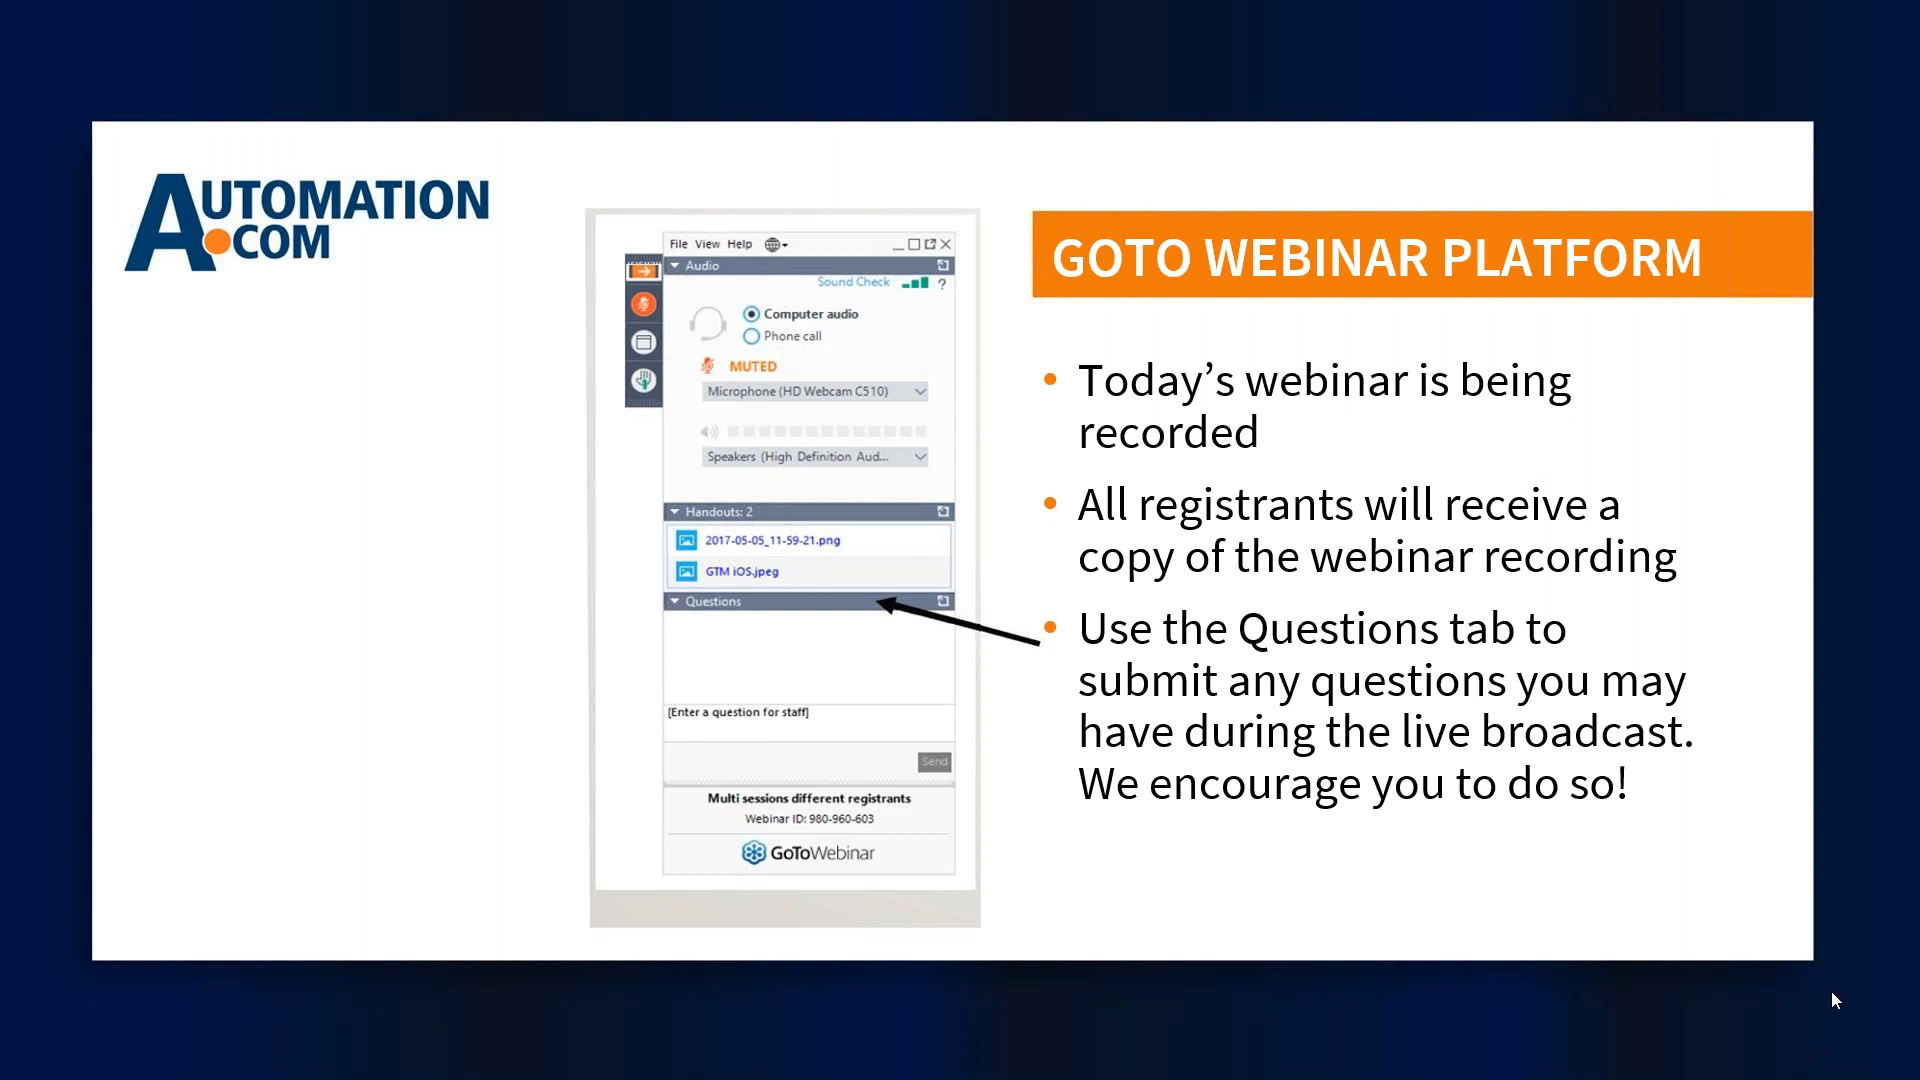 AUTOMATION
.COM
File View Help
Audio
Sound Check
?
Computer audio
Phone call
MUTED
Microphone (HD Webcam C510)
Speakers (High Definition Aud...
Handouts: 2
2017-05-05_11-59-21.png
GTM iOS.jpeg
Questions
[Enter a question for staff]
Send
Multi sessions different registrants
Webinar ID: 980-960-603
GoToWebinar
GOTO WEBINAR PLATFORM
• Today’s webinar is being
recorded
• All registrants will receive a
copy of the webinar recording
• Use the Questions tab to
submit any questions you may
have during the live broadcast.
We encourage you to do so!